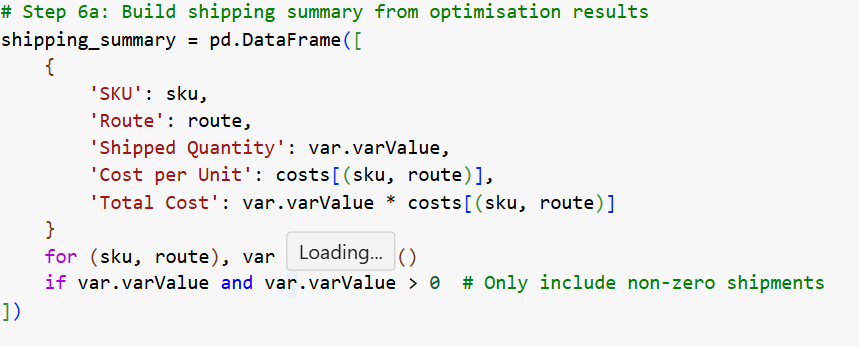 # Step 6a: Build shipping summary from optimisation results
shipping_summary = pd.DataFrame([
    {
        'SKU': sku,
        'Route': route,
        'Shipped Quantity': var.varValue,
        'Cost per Unit': costs[(sku, route)],
        'Total Cost': var.varValue * costs[(sku, route)]
    }
    for (sku, route), var Loading... ()
    if var.varValue and var.varValue > 0  # Only include non-zero shipments
])